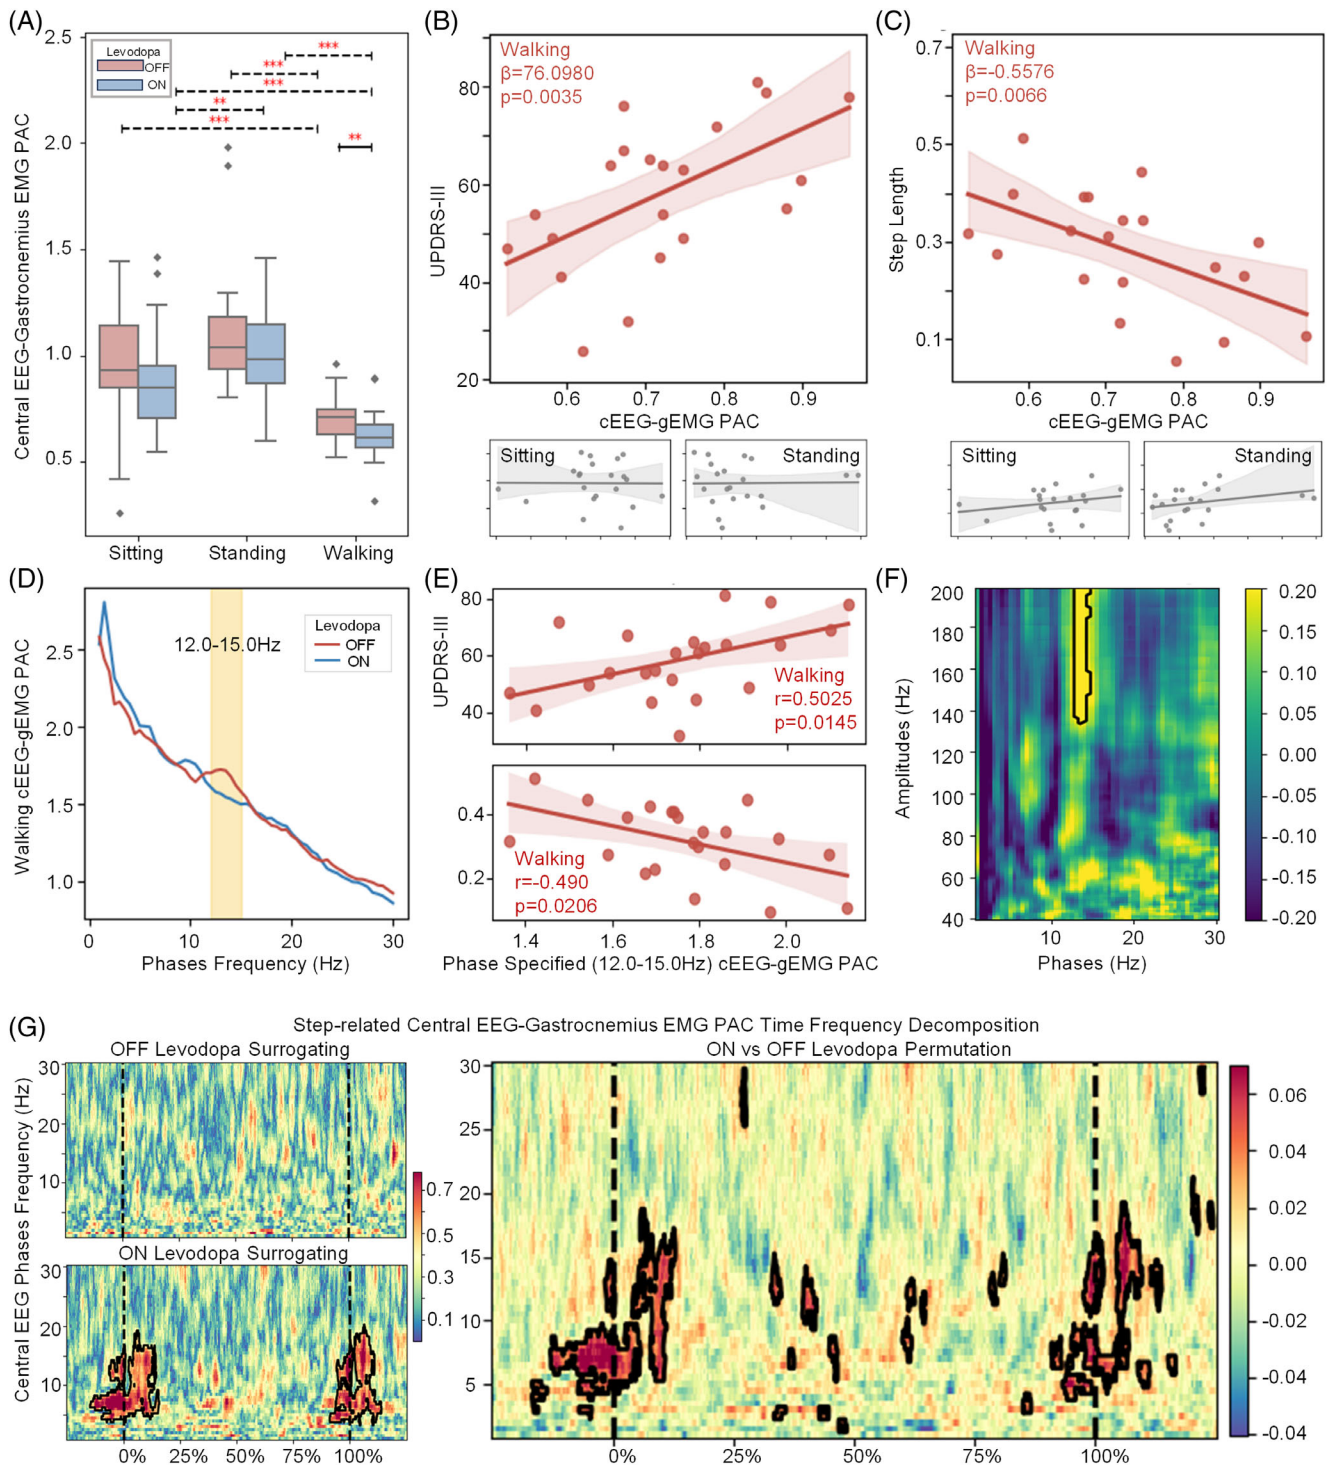 (A)
2.5
2.0
1.5
1.0
0.5
Central EEG-Gastrocnemius EMG PAC
Levodopa
OFF
ON
***
***
***
**
***
**
Sitting Standing Walking
(B)
Walking
β=76.0980
p=0.0035
UPDRS-III
80
60
40
20
0.6 0.7 0.8 0.9
cEEG-gEMG PAC
Sitting
Standing
(C)
Walking
β=-0.5576
p=0.0066
Step Length
0.7
0.5
0.3
0.1
0.6 0.7 0.8 0.9
cEEG-gEMG PAC
Sitting
Standing
(D)
Walking cEEG-gEMG PAC
2.5
2.0
1.5
1.0
12.0-15.0Hz
Levodopa
OFF
ON
0 10 20 30
Phases Frequency (Hz)
(E)
UPDRS-III
80
60
40
Walking
r=0.5025
p=0.0145
0.4
0.2
Walking
r=-0.490
p=0.0206
1.4 1.6 1.8 2.0
Phase Specified (12.0-15.0Hz) cEEG-gEMG PAC
(F)
Amplitudes (Hz)
200
180
160
140
120
100
80
60
40
10 20 30
Phases (Hz)
0.20
0.15
0.10
0.05
0.00
-0.05
-0.10
-0.15
-0.20
(G)
Step-related Central EEG-Gastrocnemius EMG PAC Time Frequency Decomposition
OFF Levodopa Surrogating
30
20
10
Central EEG Phases Frequency (Hz)
ON Levodopa Surrogating
30
20
10
0% 25% 50% 75% 100%
0.7
0.5
0.3
0.1
ON vs OFF Levodopa Permutation
30
25
20
15
10
5
0% 25% 50% 75% 100%
0.06
0.04
0.02
0.00
-0.02
-0.04
-0.04